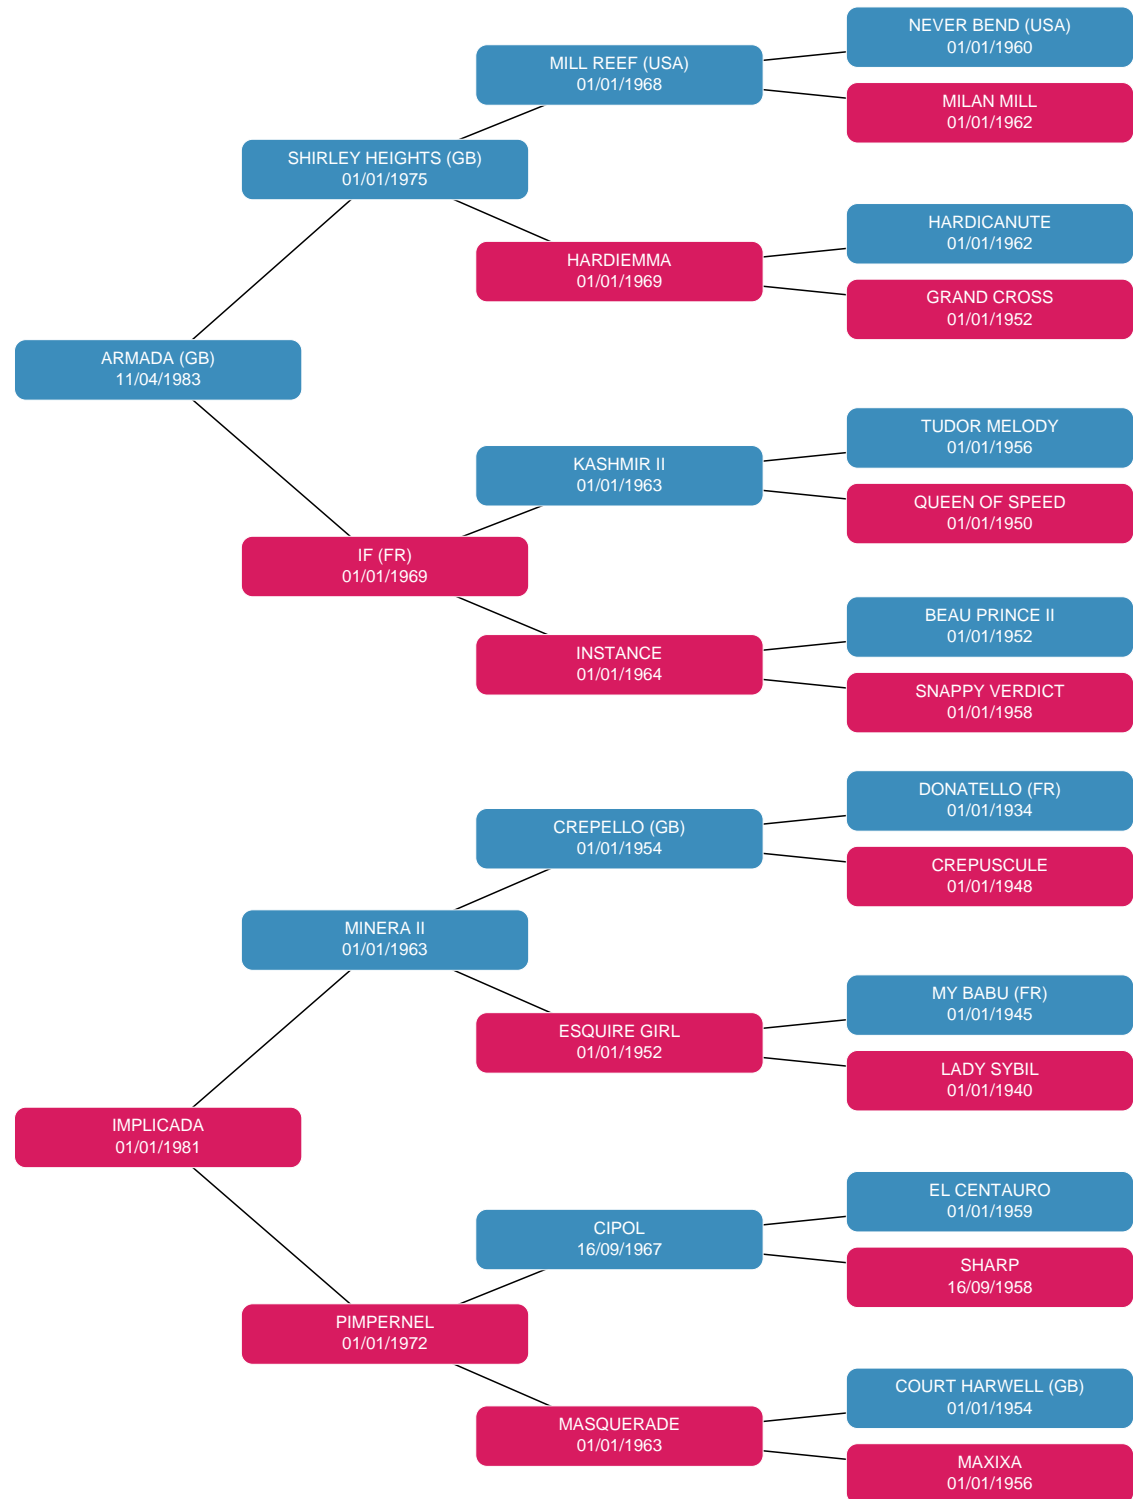 NEVER BEND (USA)
01/01/1960
MILL REEF (USA)
01/01/1968
MILAN MILL
01/01/1962
SHIRLEY HEIGHTS (GB)
01/01/1975
HARDICANUTE
01/01/1962
HARDIEMMA
01/01/1969
GRAND CROSS
01/01/1952
ARMADA (GB)
11/04/1983
TUDOR MELODY
01/01/1956
KASHMIR II
01/01/1963
QUEEN OF SPEED
01/01/1950
IF (FR)
01/01/1969
BEAU PRINCE II
01/01/1952
INSTANCE
01/01/1964
SNAPPY VERDICT
01/01/1958
DONATELLO (FR)
01/01/1934
CREPELLO (GB)
01/01/1954
CREPUSCULE
01/01/1948
MINERA II
01/01/1963
MY BABU (FR)
01/01/1945
ESQUIRE GIRL
01/01/1952
LADY SYBIL
01/01/1940
IMPLICADA
01/01/1981
EL CENTAURO
01/01/1959
CIPOL
16/09/1967
SHARP
16/09/1958
PIMPERNEL
01/01/1972
COURT HARWELL (GB)
01/01/1954
MASQUERADE
01/01/1963
MAXIXA
01/01/1956